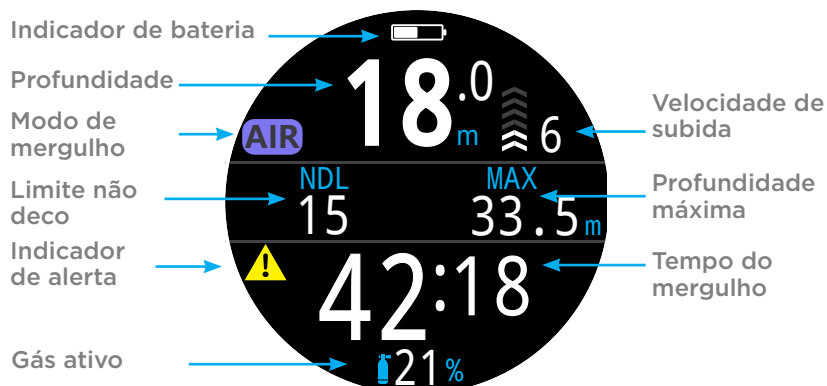 Indicador de bateria
Profundidade
Modo de
mergulho
Limite não
deco
Indicador
de alerta
Gás ativo
18.0
m
AIR
6
NDL
15
MAX
33.5m
42:18
21%
Velocidade de
subida
Profundidade
máxima
Tempo do
mergulho